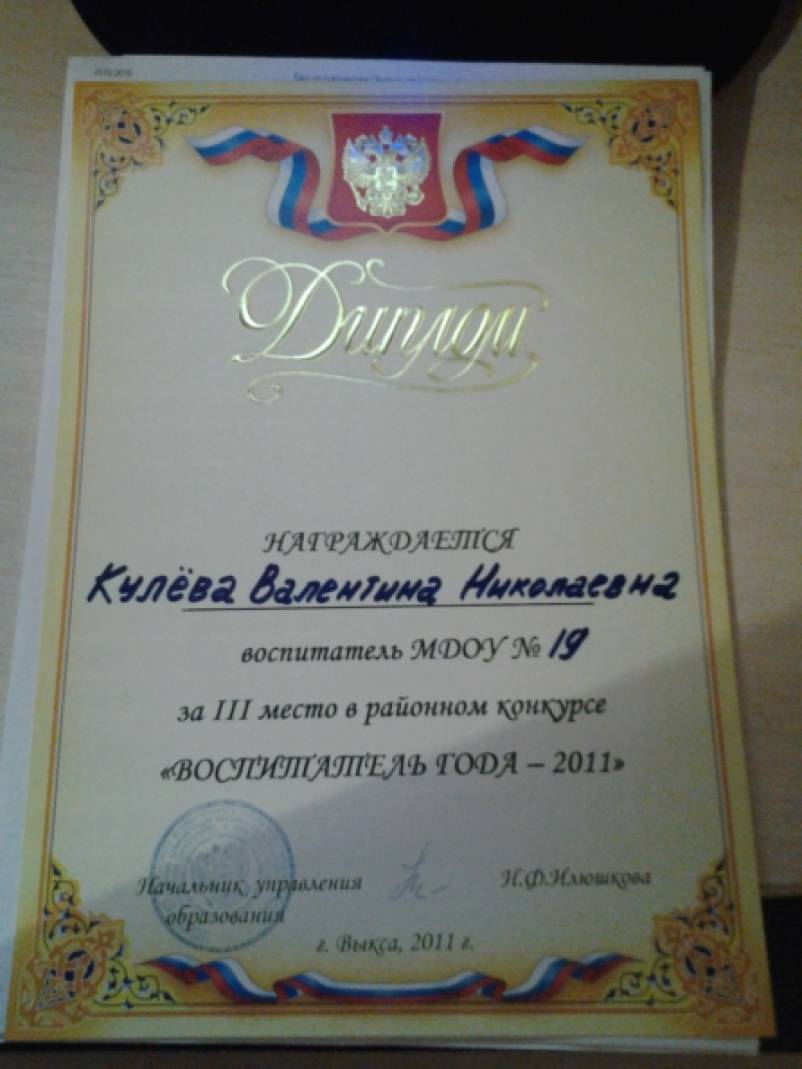 Диплом
НАГРАЖДАЕТСЯ
Кулёва Валентина Николаевна
воспитатель МДОУ № 19
за III место в районном конкурсе
«ВОСПИТАТЕЛЬ ГОДА – 2011»
Начальник управления
образования
Н.Ф.Илюшкова
г. Выкса, 2011 г.